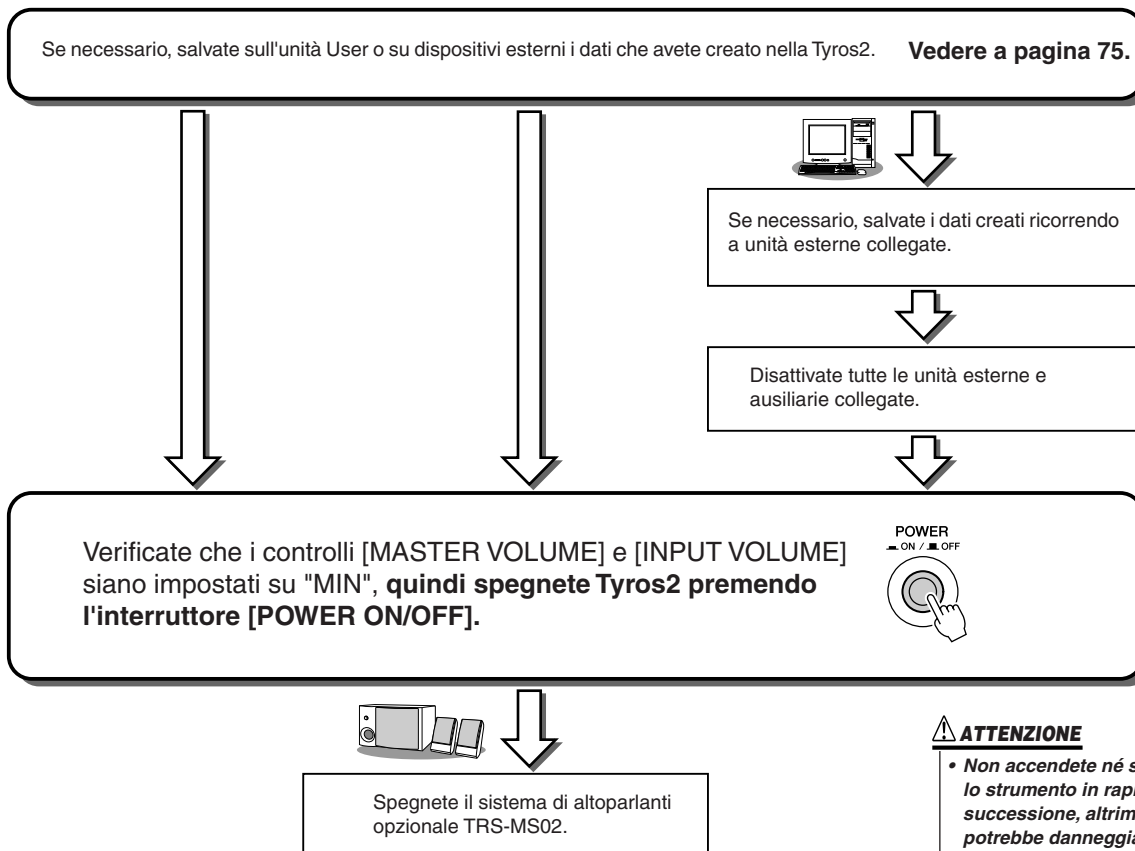 Se necessario, salvate sull'unità User o su dispositivi esterni i dati che avete creato nella Tyros2. Vedere a pagina 75.
Se necessario, salvate i dati creati ricorrendo
a unità esterne collegate.
Disattivate tutte le unità esterne e
ausiliarie collegate.
Verificate che i controlli [MASTER VOLUME] e [INPUT VOLUME]
siano impostati su "MIN", quindi spegnete Tyros2 premendo
l'interruttore [POWER ON/OFF].
POWER
ON / OFF
Spegnete il sistema di altoparlanti
opzionale TRS-MS02.
ATTENZIONE
• Non accendete né
lo strumento in
successione,
potrebbe